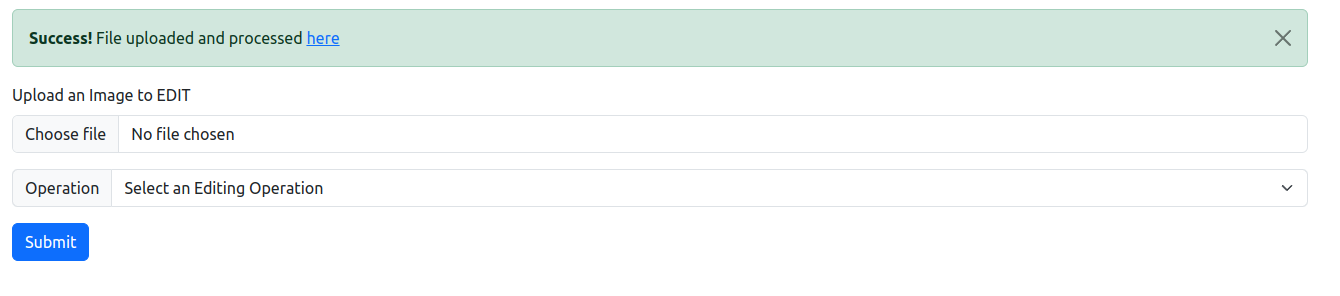 Success! File uploaded and processed here
Upload an Image to EDIT
Choose file No file chosen
Operation Select an Editing Operation
Submit